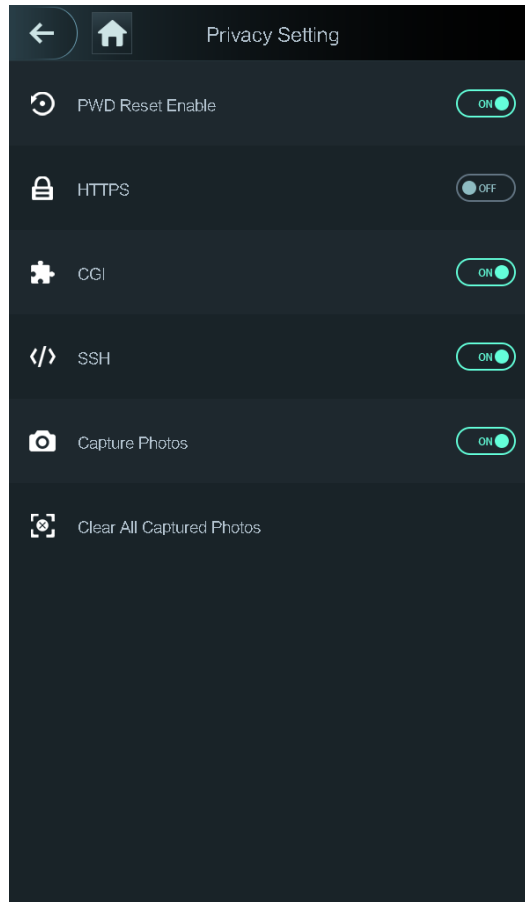 Privacy Setting
PWD Reset Enable ON
HTTPS OFF
CGI ON
SSH ON
Capture Photos ON
Clear All Captured Photos